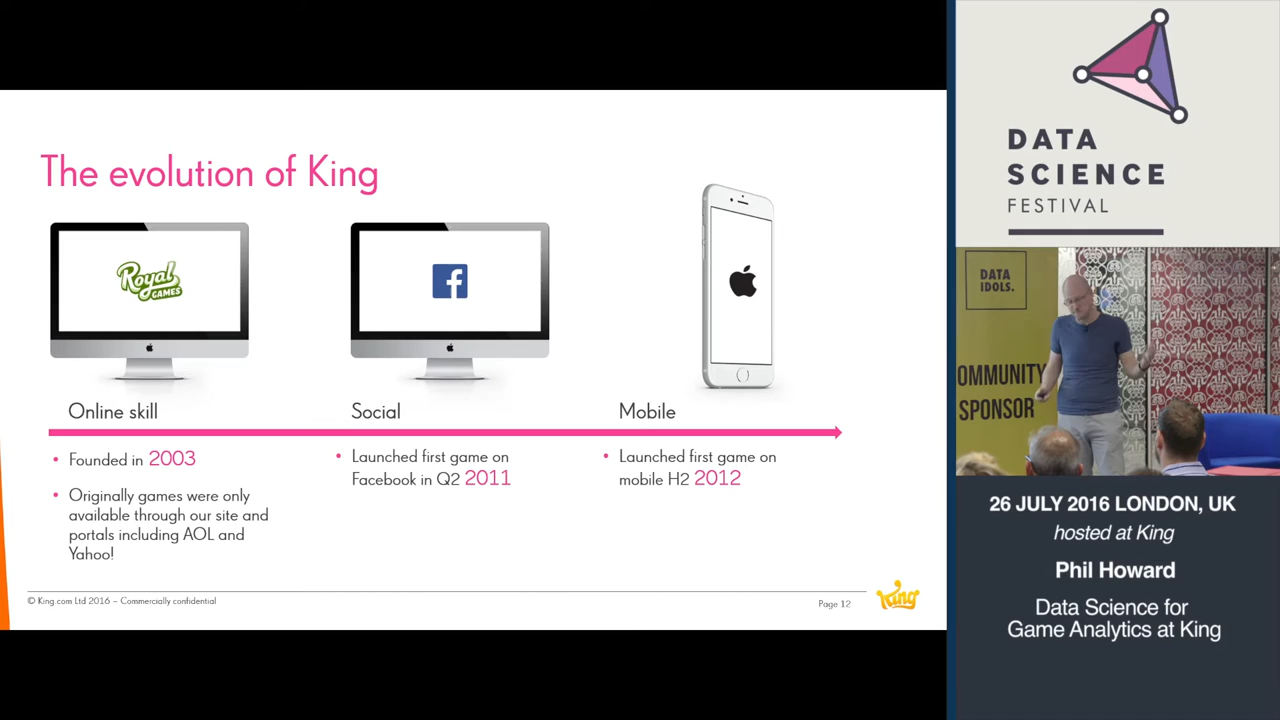 The evolution of King
Royal
GAMES
Online skill
Social
Mobile
• Founded in 2003
• Originally games were only
available through our site and
portals including AOL and
Yahoo!
• Launched first game on
Facebook in Q2 2011
• Launched first game on
mobile H2 2012
© King.com Ltd 2016 – Commercially confidential
Page 12
King
DATA
SCIENCE
FESTIVAL
DATA
IDOLS.
OMMUNITY
SPONSOR
26 JULY 2016 LONDON, UK
hosted at King
Phil Howard
Data Science for
Game Analytics at King